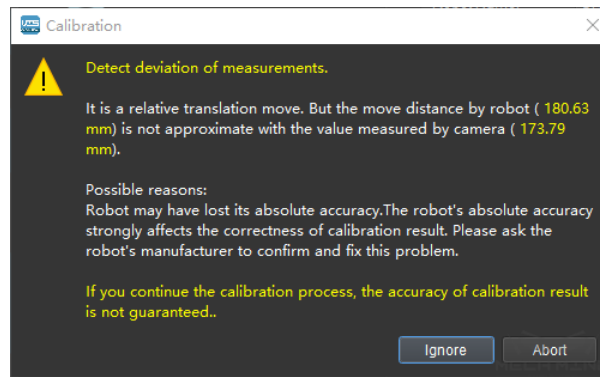 Calibration
Detect deviation of measurements.
It is a relative translation move. But the move distance by robot ( 180.63
mm) is not approximate with the value measured by camera ( 173.79
mm).
Possible reasons:
Robot may have lost its absolute accuracy.The robot's absolute accuracy
strongly affects the correctness of calibration result. Please ask the
robot's manufacturer to confirm and fix this problem.
If you continue the calibration process, the accuracy of calibration result
is not guaranteed..
Ignore Abort